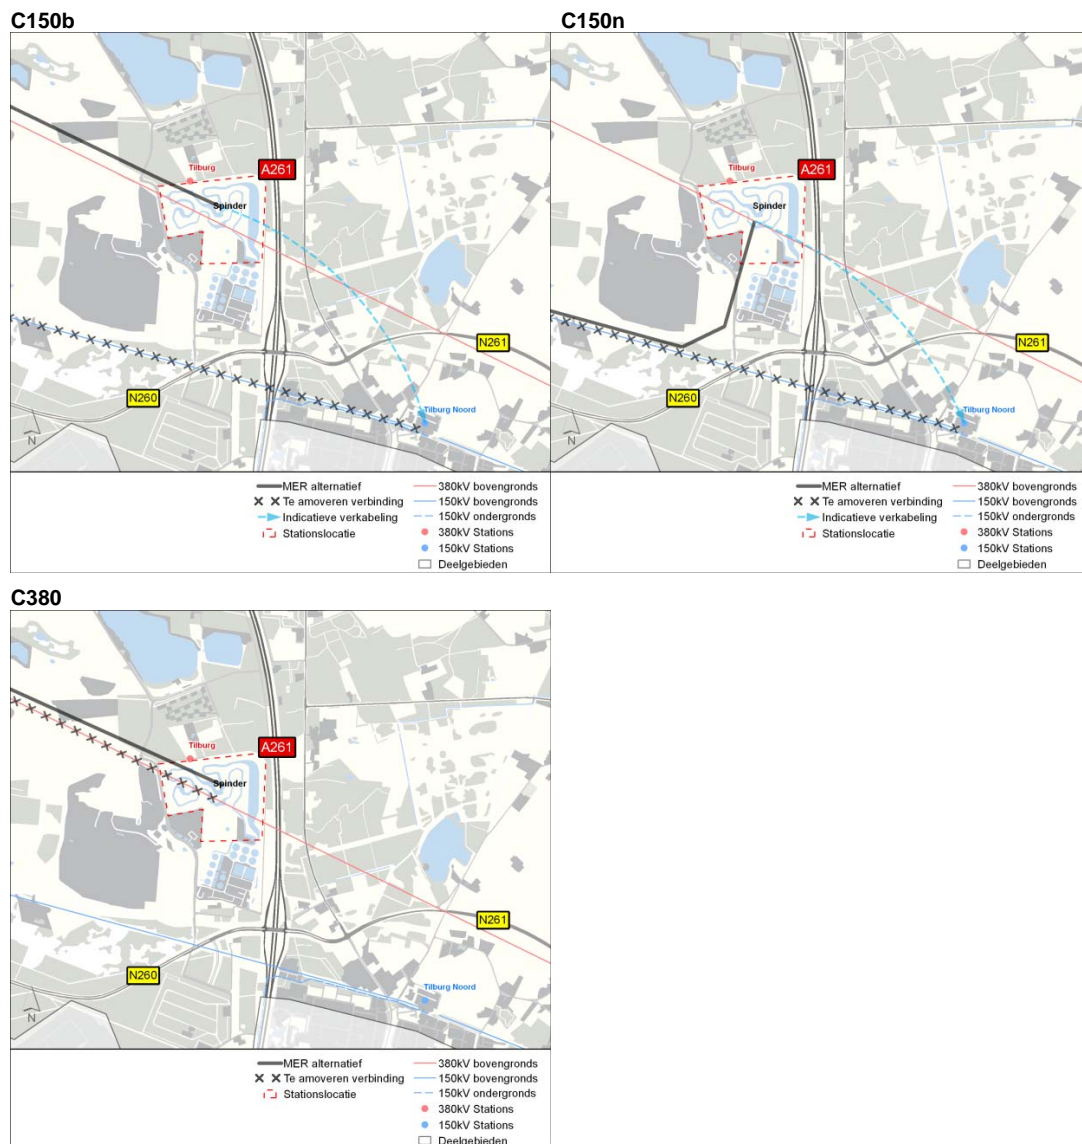 C150b
Tilburg
A261
Spinder
N261
N260
Tilburg Noord
N
MER alternatief
Te amoveren verbinding
Indicatieve verkabeling
Stationslocatie
380kV bovengronds
150kV bovengronds
150kV ondergronds
380kV Stations
150kV Stations
Deelgebieden
C150n
Tilburg
A261
Spinder
N261
N260
Tilburg Noord
N
MER alternatief
Te amoveren verbinding
Indicatieve verkabeling
Stationslocatie
380kV bovengronds
150kV bovengronds
150kV ondergronds
380kV Stations
150kV Stations
Deelgebieden
C380
Tilburg
A261
Spinder
N261
N260
Tilburg Noord
N
MER alternatief
Te amoveren verbinding
Stationslocatie
380kV bovengronds
150kV bovengronds
150kV ondergronds
380kV Stations
150kV Stations
Deelgebieden